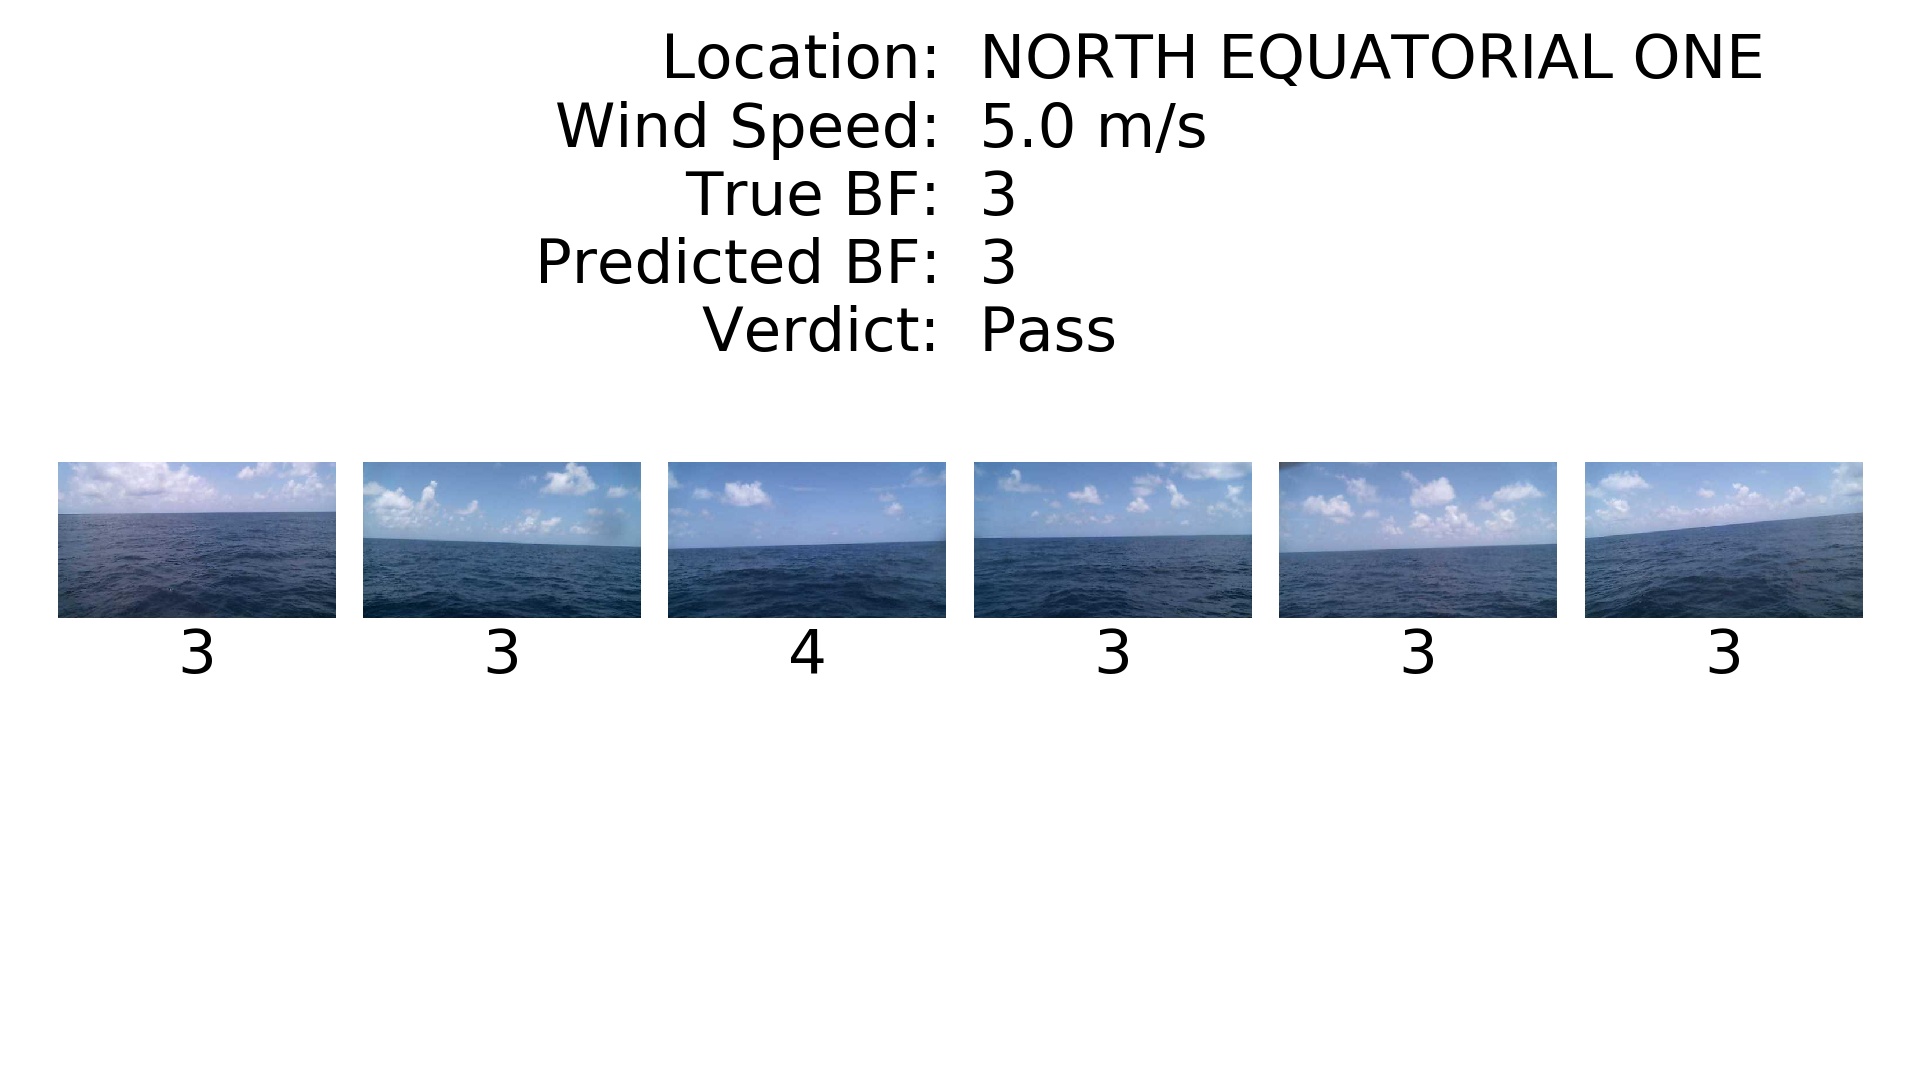 Location: NORTH EQUATORIAL ONE
Wind Speed: 5.0 m/s
True BF: 3
Predicted BF: 3
Verdict: Pass
3 3 4 3 3 3